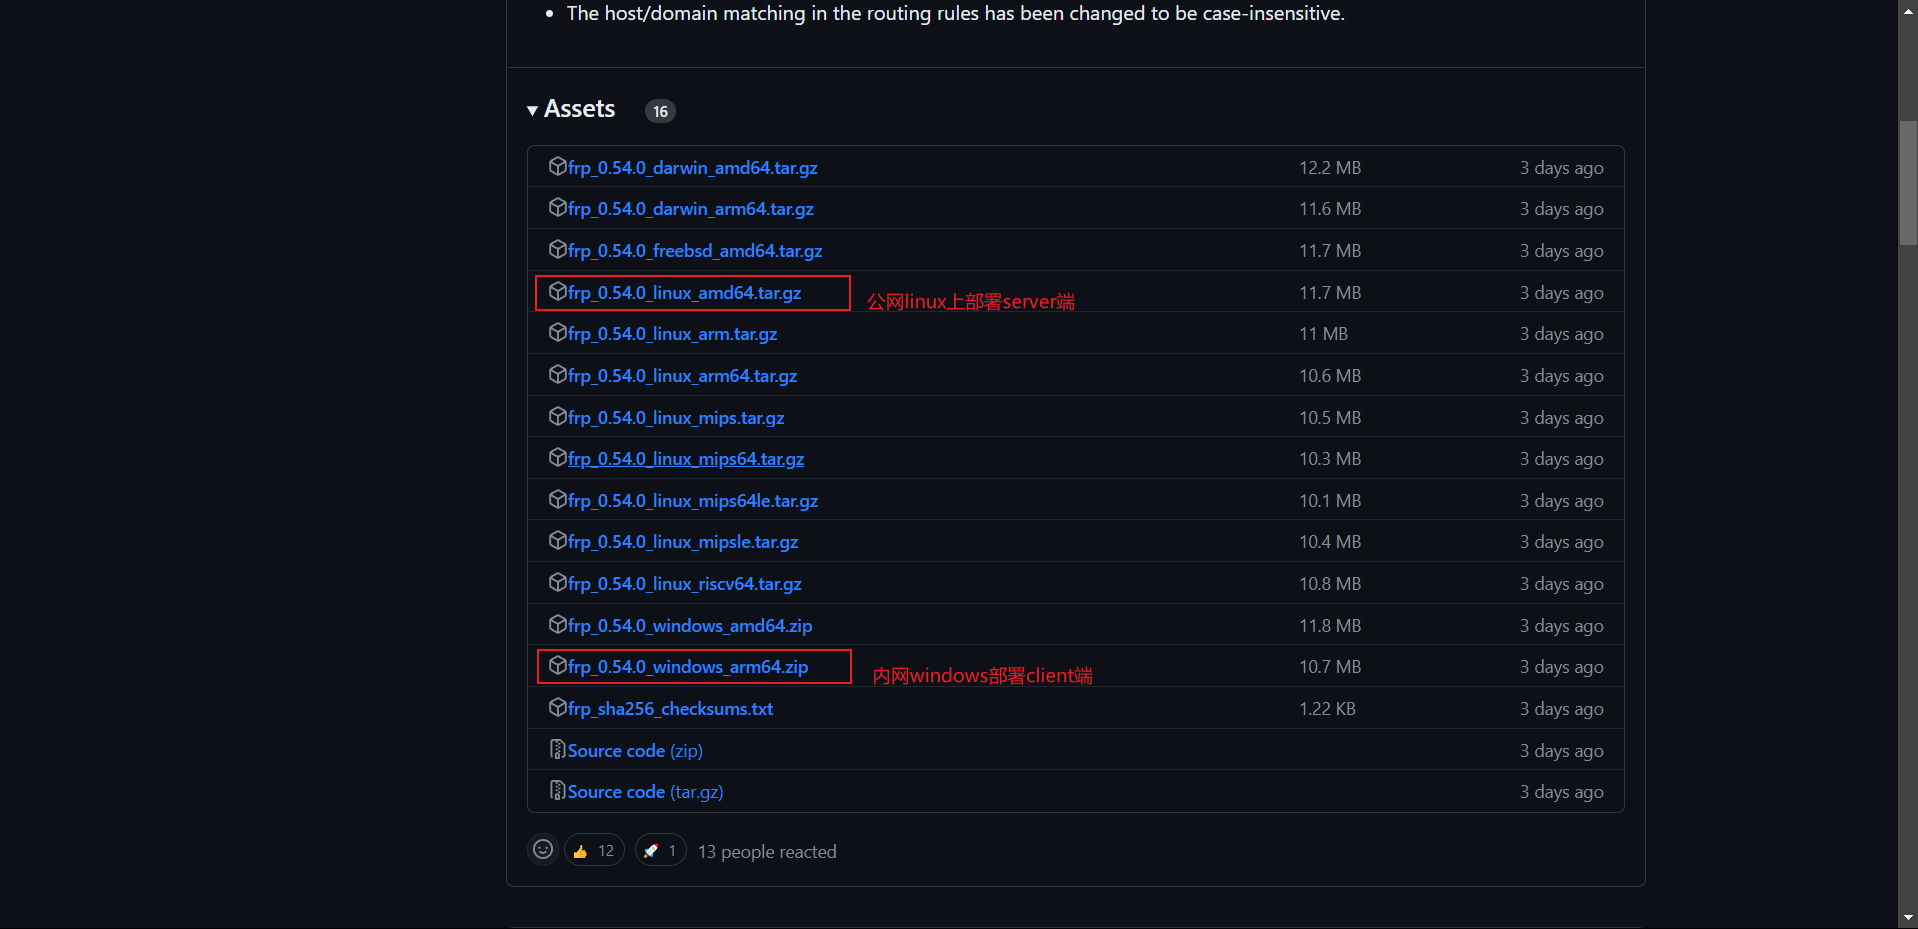 The host/domain matching in the routing rules has been changed to be case-insensitive.
Assets 16
frp_0.54.0_darwin_amd64.tar.gz 12.2 MB 3 days ago
frp_0.54.0_darwin_arm64.tar.gz 11.6 MB 3 days ago
frp_0.54.0_freebsd_amd64.tar.gz 11.7 MB 3 days ago
frp_0.54.0_linux_amd64.tar.gz 公网linux上部署server端 11.7 MB 3 days ago
frp_0.54.0_linux_arm.tar.gz 11 MB 3 days ago
frp_0.54.0_linux_arm64.tar.gz 10.6 MB 3 days ago
frp_0.54.0_linux_mips.tar.gz 10.5 MB 3 days ago
frp_0.54.0_linux_mips64.tar.gz 10.3 MB 3 days ago
frp_0.54.0_linux_mips64le.tar.gz 10.1 MB 3 days ago
frp_0.54.0_linux_mipsle.tar.gz 10.4 MB 3 days ago
frp_0.54.0_linux_riscv64.tar.gz 10.8 MB 3 days ago
frp_0.54.0_windows_amd64.zip 11.8 MB 3 days ago
frp_0.54.0_windows_arm64.zip 内网windows部署client端 10.7 MB 3 days ago
frp_sha256_checksums.txt 1.22 KB 3 days ago
Source code (zip) 3 days ago
Source code (tar.gz) 3 days ago
👍 12 🚀 1 13 people reacted